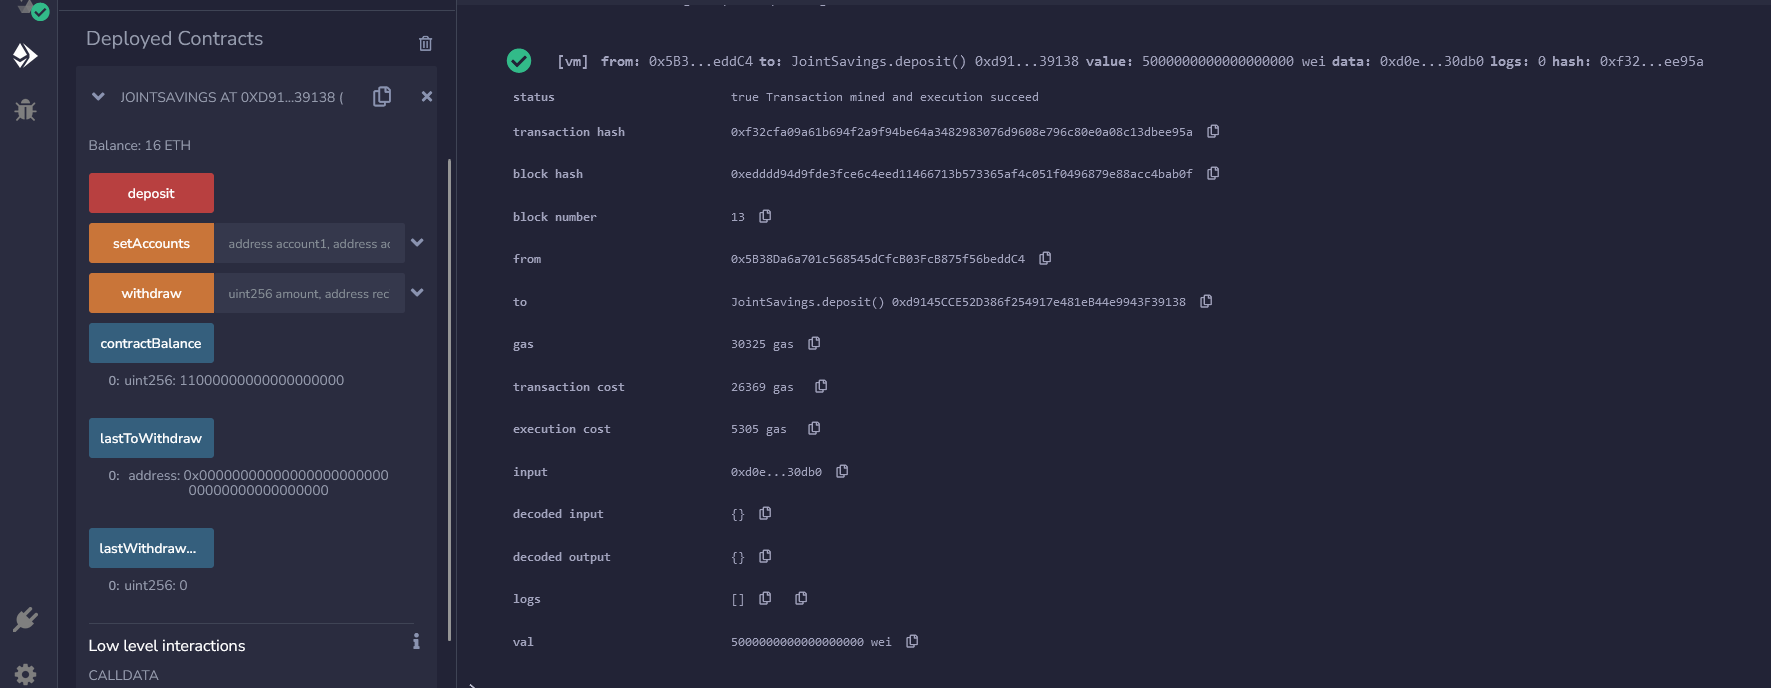 Deployed Contracts
JOINTSAVINGS AT 0XD91...39138 (
Balance: 16 ETH
deposit
setAccounts address account1, address ac
withdraw uint256 amount, address rec
contractBalance
0: uint256: 11000000000000000000
lastToWithdraw
0: address: 0x00000000000000000000000
00000000000000000
lastWithdraw...
0: uint256: 0
Low level interactions
CALLDATA
[vm] from: 0x5B3...eddC4 to: JointSavings.deposit() 0xd91...39138 value: 5000000000000000000 wei data: 0xd0e...30db0 logs: 0 hash: 0xf32...ee95a
status true Transaction mined and execution succeed
transaction hash 0xf32cfa09a61b694f2a9f94be64a3482983076d9608e796c80e0a08c13dbee95a
block hash 0xedddd94d9fde3fce6c4eed11466713b573365af4c051f0496879e88acc4bab0f
block number 13
from 0x5B38Da6a701c568545dCfcB03FcB875f56beddC4
to JointSavings.deposit() 0xd9145CCE52D386f254917e481eB44e9943F39138
gas 30325 gas
transaction cost 26369 gas
execution cost 5305 gas
input 0xd0e...30db0
decoded input {}
decoded output {}
logs []
val 5000000000000000000 wei